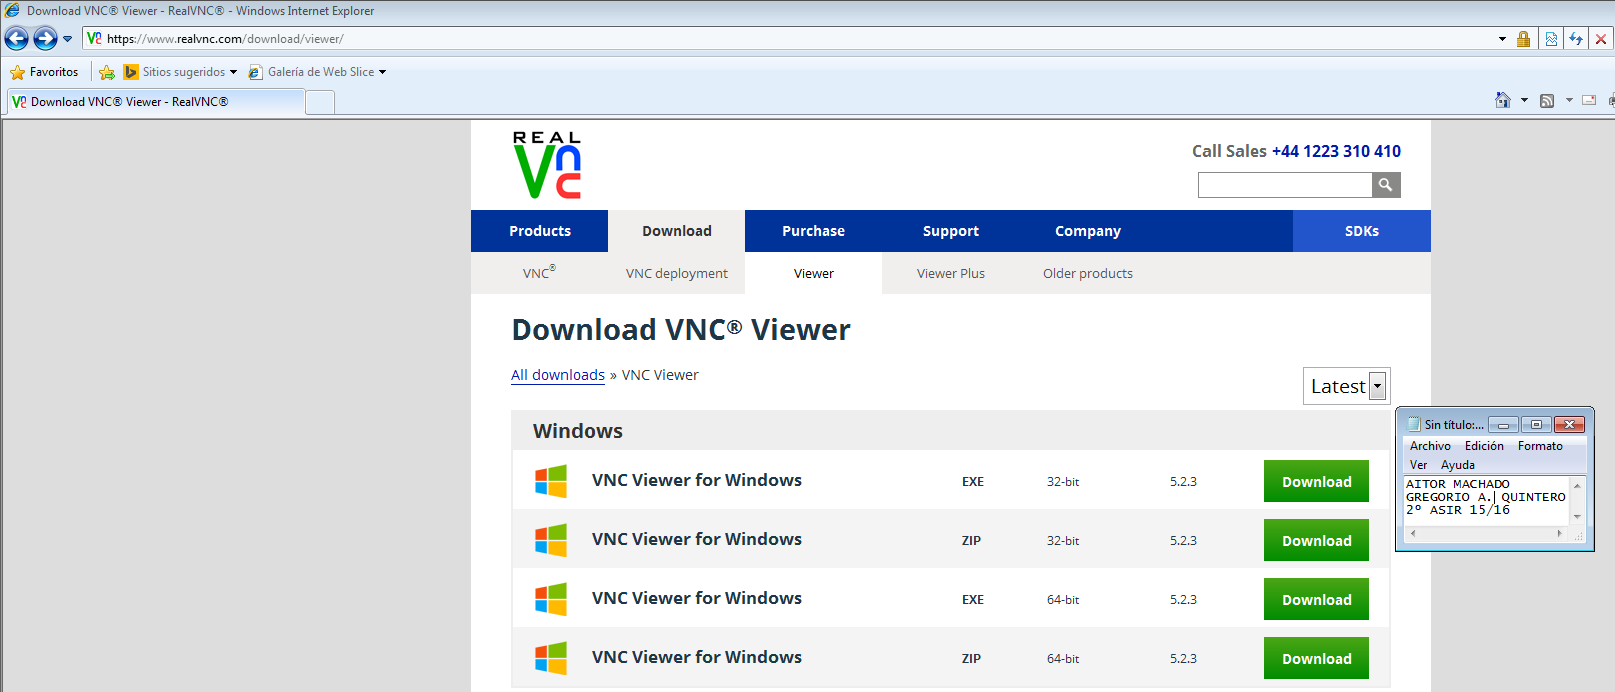 Download VNC® Viewer - RealVNC® - Windows Internet Explorer
https://www.realvnc.com/download/viewer/
Favoritos Sitios sugeridos Galería de Web Slice
Download VNC® Viewer - RealVNC®
REAL
Vnc
Call Sales +44 1223 310 410
Products Download Purchase Support Company SDKs
VNC® VNC deployment Viewer Viewer Plus Older products
Download VNC® Viewer
All downloads » VNC Viewer
Latest
Windows
VNC Viewer for Windows EXE 32-bit 5.2.3 Download
VNC Viewer for Windows ZIP 32-bit 5.2.3 Download
VNC Viewer for Windows EXE 64-bit 5.2.3 Download
VNC Viewer for Windows ZIP 64-bit 5.2.3 Download
Sin título:...
Archivo Edición Formato
Ver Ayuda
AITOR MACHADO
GREGORIO A. QUINTERO
2º ASIR 15/16